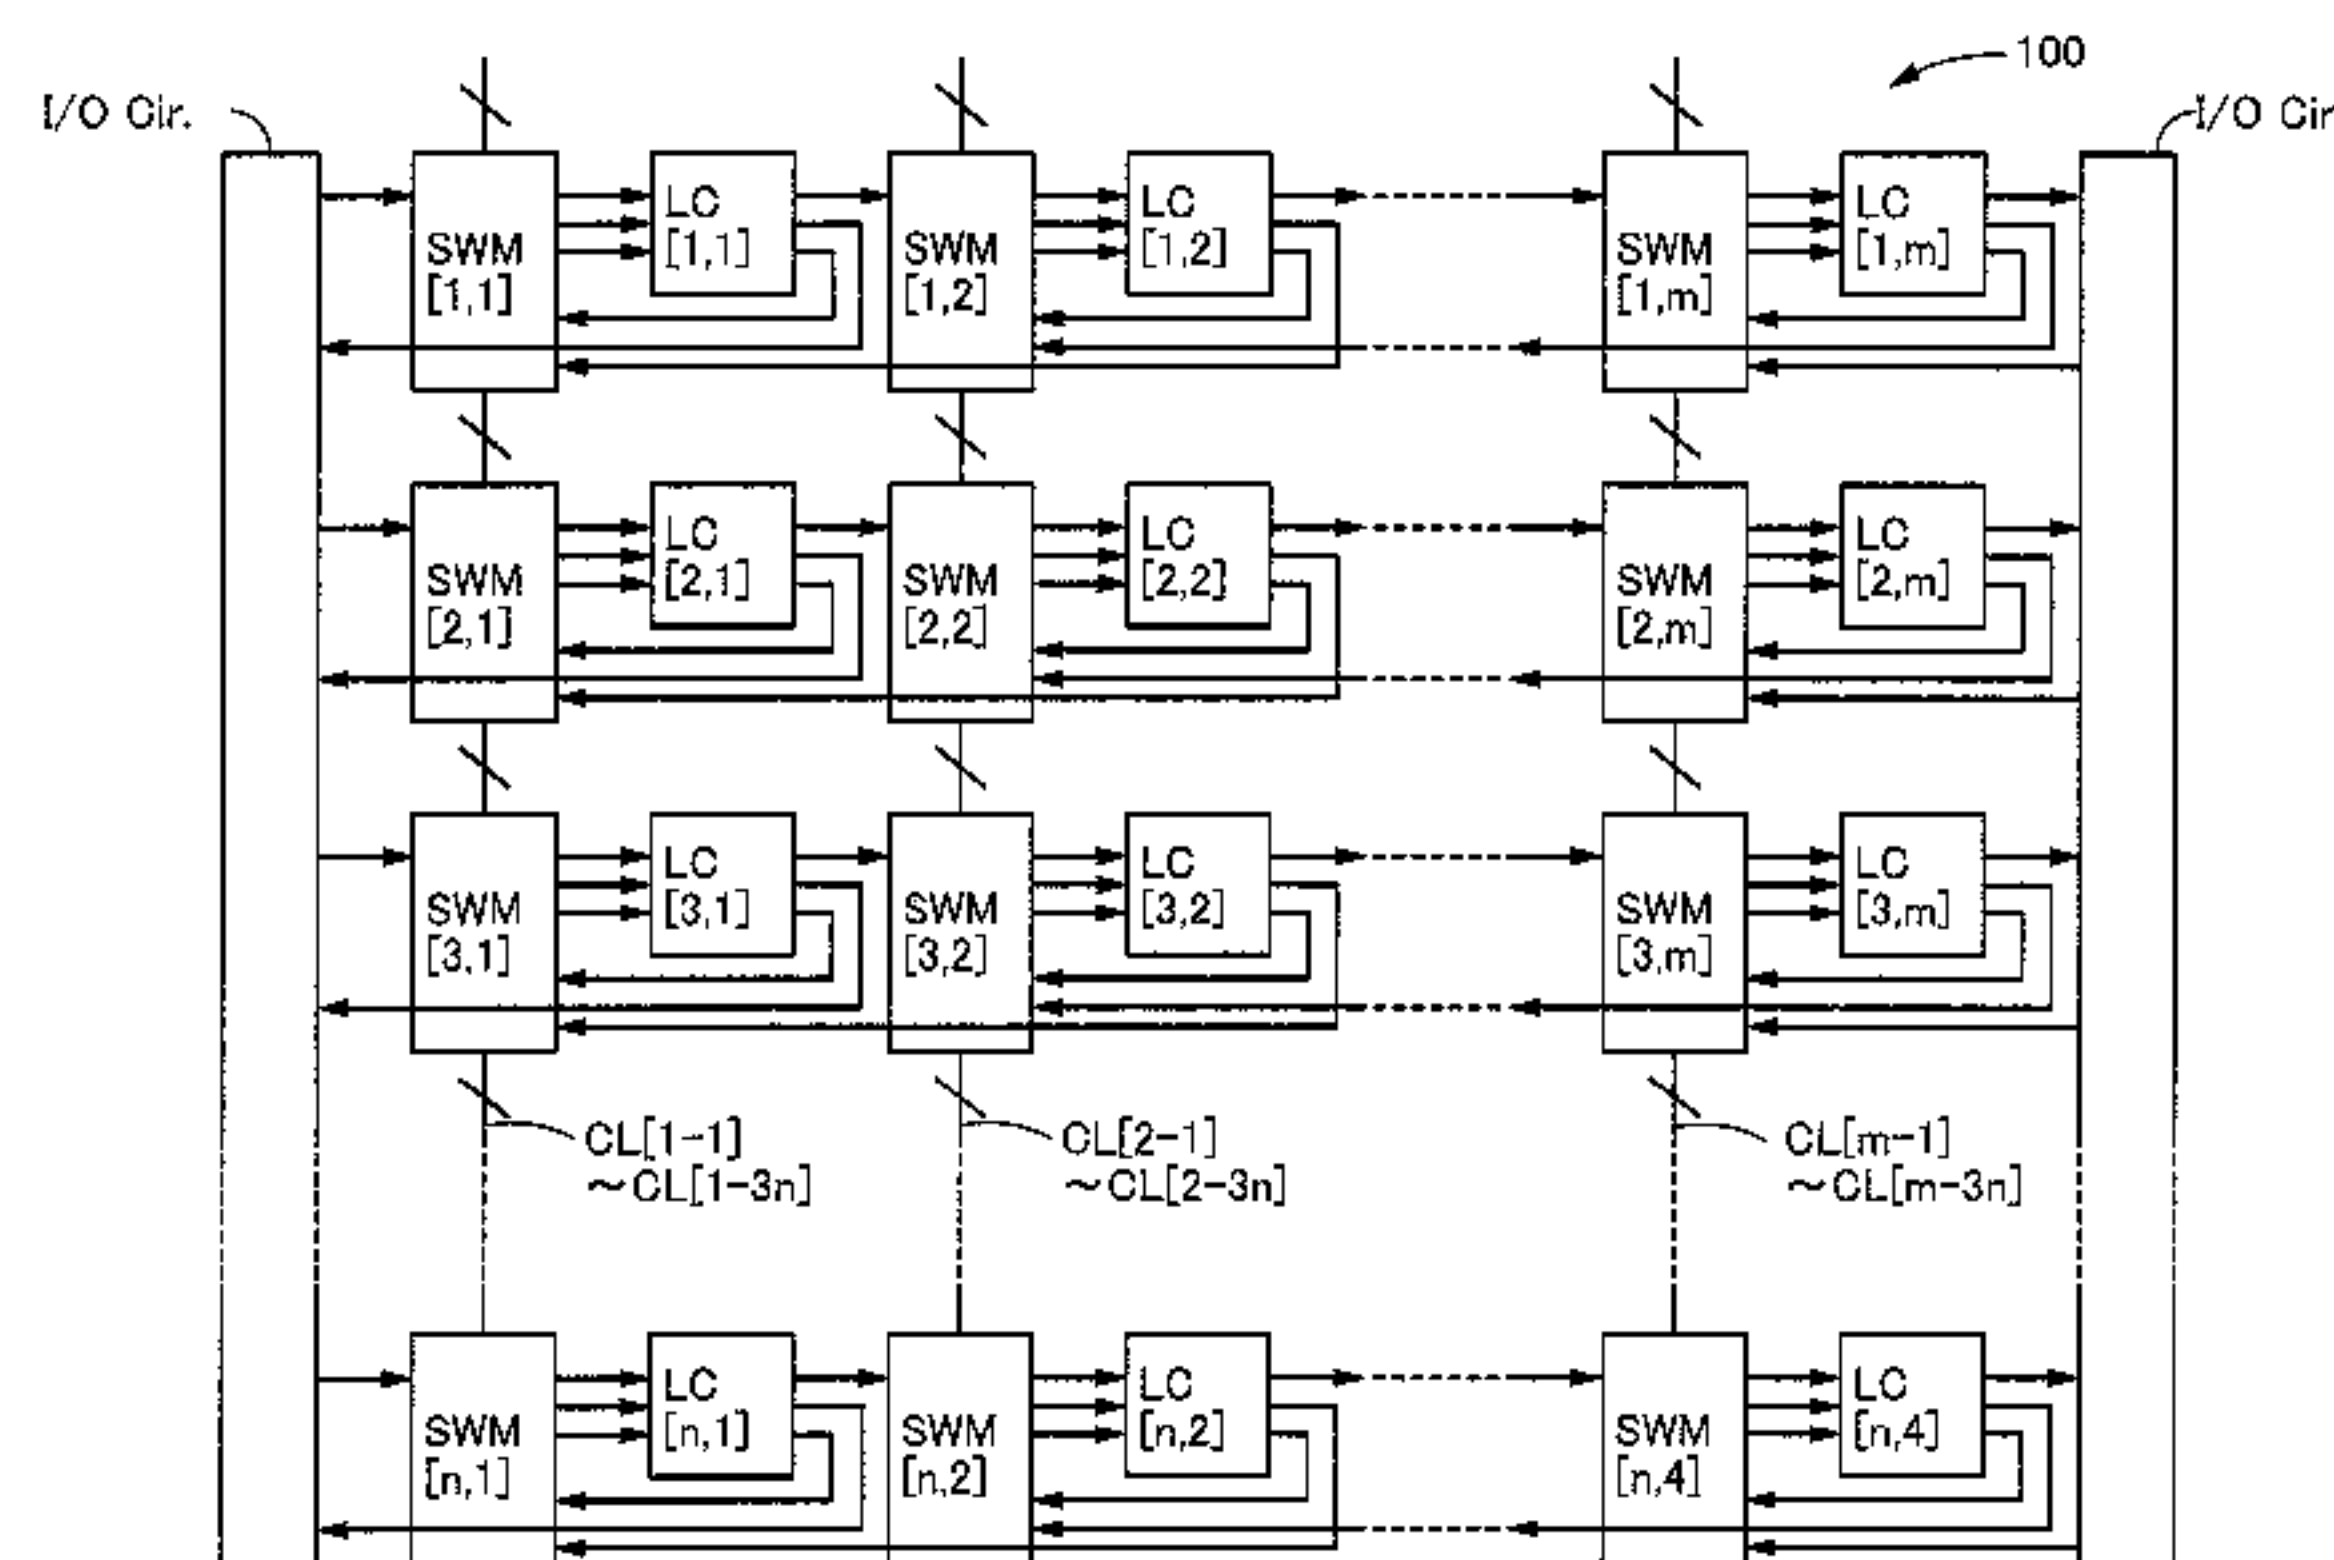 100
I/O Cir.
I/O Cir
LC
[1,1]
LC
[1,2]
LC
[1,m]
SWM
[1,1]
SWM
[1,2]
SWM
[1,m]
LC
[2,1]
LC
[2,2]
LC
[2,m]
SWM
[2,1]
SWM
[2,2]
SWM
[2,m]
LC
[3,1]
LC
[3,2]
LC
[3,m]
SWM
[3,1]
SWM
[3,2]
SWM
[3,m]
CL[1-1]
~CL[1-3n]
CL[2-1]
~CL[2-3n]
CL[m-1]
~CL[m-3n]
LC
[n,1]
LC
[n,2]
LC
[n,4]
SWM
[n,1]
SWM
[n,2]
SWM
[n,4]